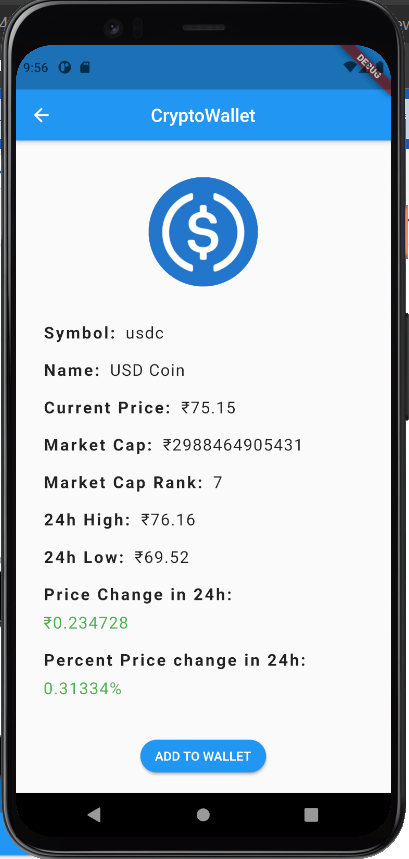 9:56
DEBUG
CryptoWallet
$
Symbol: usdc
Name: USD Coin
Current Price: ₹75.15
Market Cap: ₹2988464905431
Market Cap Rank: 7
24h High: ₹76.16
24h Low: ₹69.52
Price Change in 24h:
₹0.234728
Percent Price change in 24h:
0.31334%
ADD TO WALLET